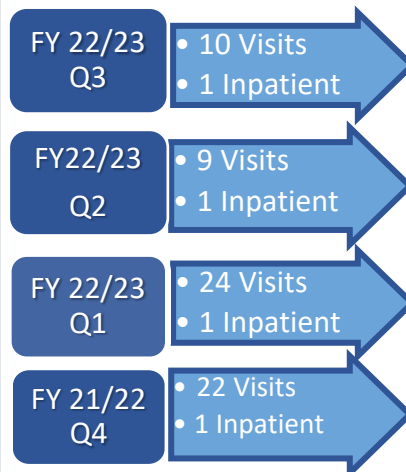 FY 22/23
Q3
• 10 Visits
• 1 Inpatient
FY22/23
Q2
• 9 Visits
• 1 Inpatient
FY 22/23
Q1
• 24 Visits
• 1 Inpatient
FY 21/22
Q4
• 22 Visits
• 1 Inpatient